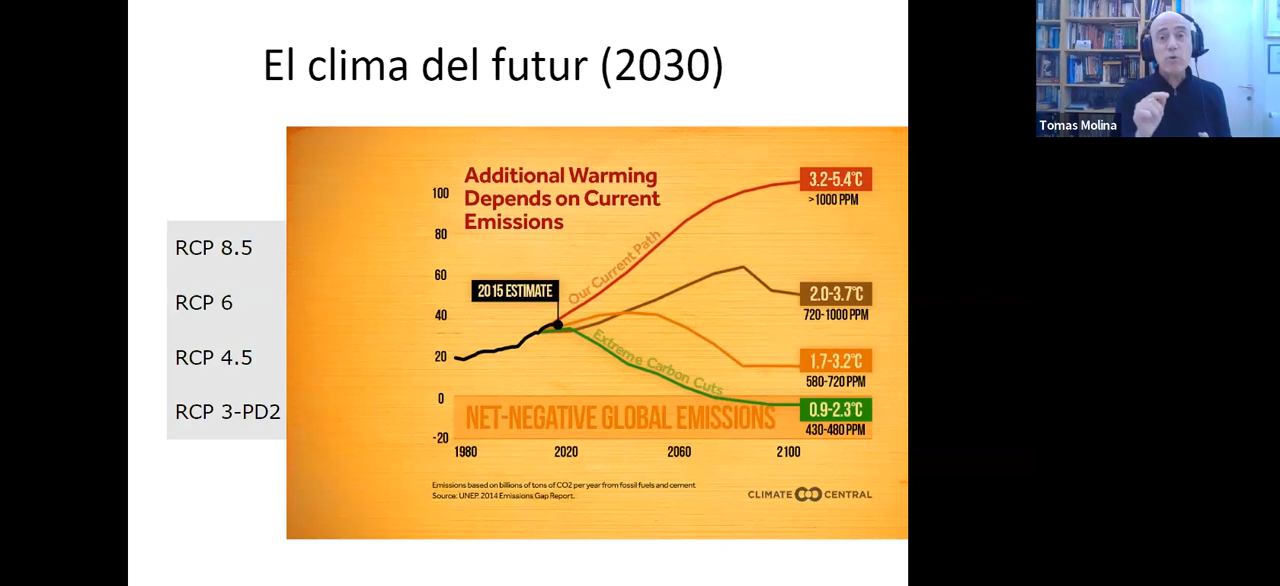 El clima del futur (2030)
Tomas Molina
RCP 8.5
RCP 6
RCP 4.5
RCP 3-PD2
Additional Warming
Depends on Current
Emissions
100
80
60
40
20
0
-20
2015 ESTIMATE
Our Current Path
Extreme Carbon Cuts
3.2-5.4°C
>1000 PPM
2.0-3.7°C
720-1000 PPM
1.7-3.2°C
580-720 PPM
0.9-2.3°C
430-480 PPM
NET-NEGATIVE GLOBAL EMISSIONS
1980 2020 2060 2100
Emissions based on billions of tons of CO2 per year from fossil fuels and cement
Source: UNEP. 2014 Emissions Gap Report.
CLIMATE CENTRAL